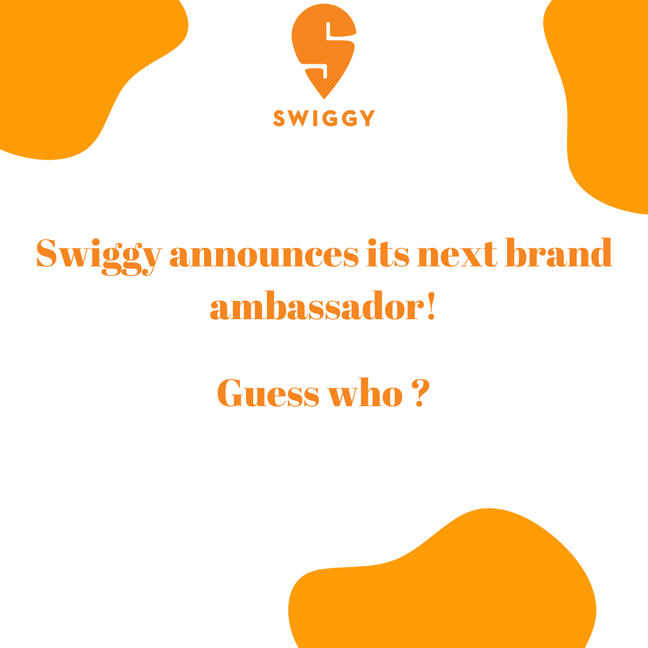 SWIGGY
Swiggy announces its next brand
ambassador!
Guess who ?